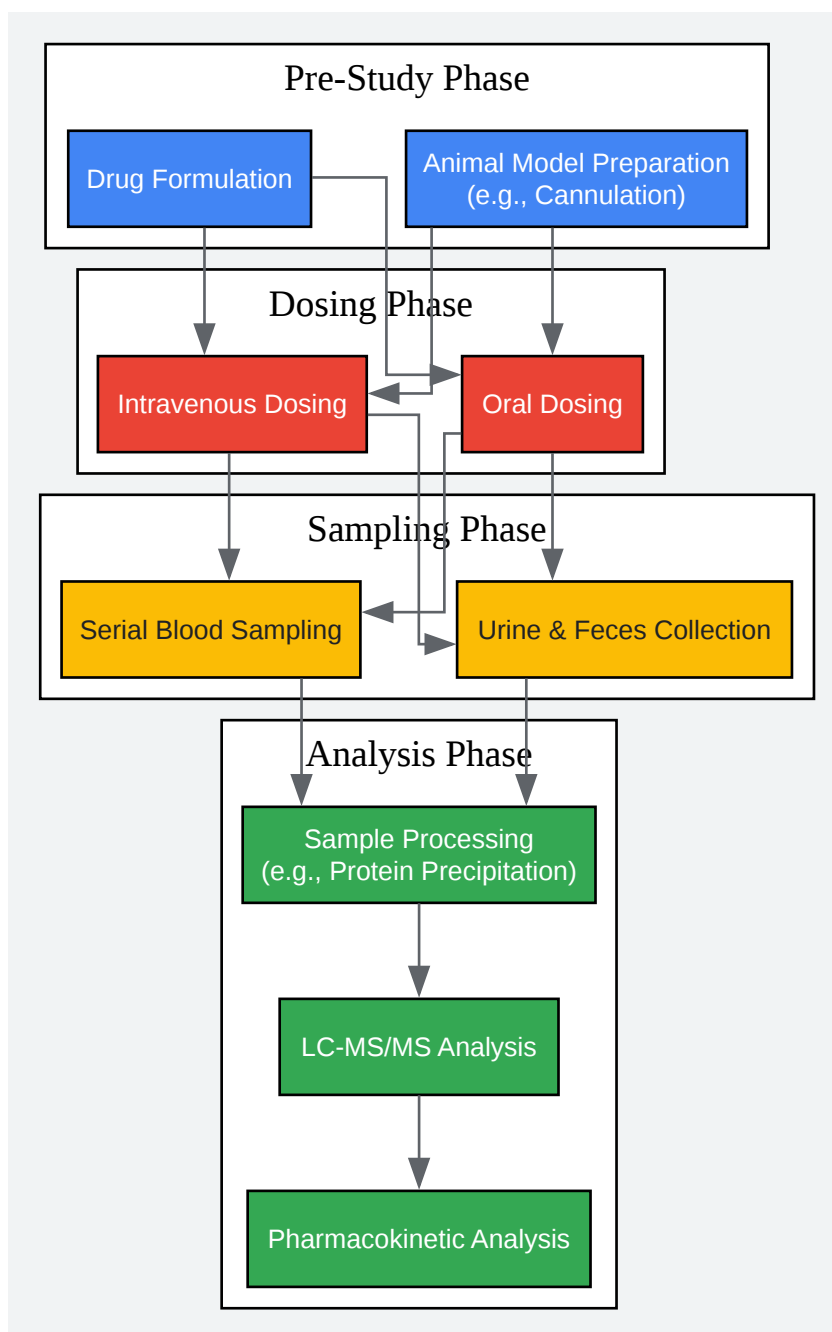 Pre-Study Phase
Drug Formulation
Animal Model Preparation
(e.g., Cannulation)
Dosing Phase
Intravenous Dosing
Oral Dosing
Sampling Phase
Serial Blood Sampling
Urine & Feces Collection
Analysis Phase
Sample Processing
(e.g., Protein Precipitation)
LC-MS/MS Analysis
Pharmacokinetic Analysis